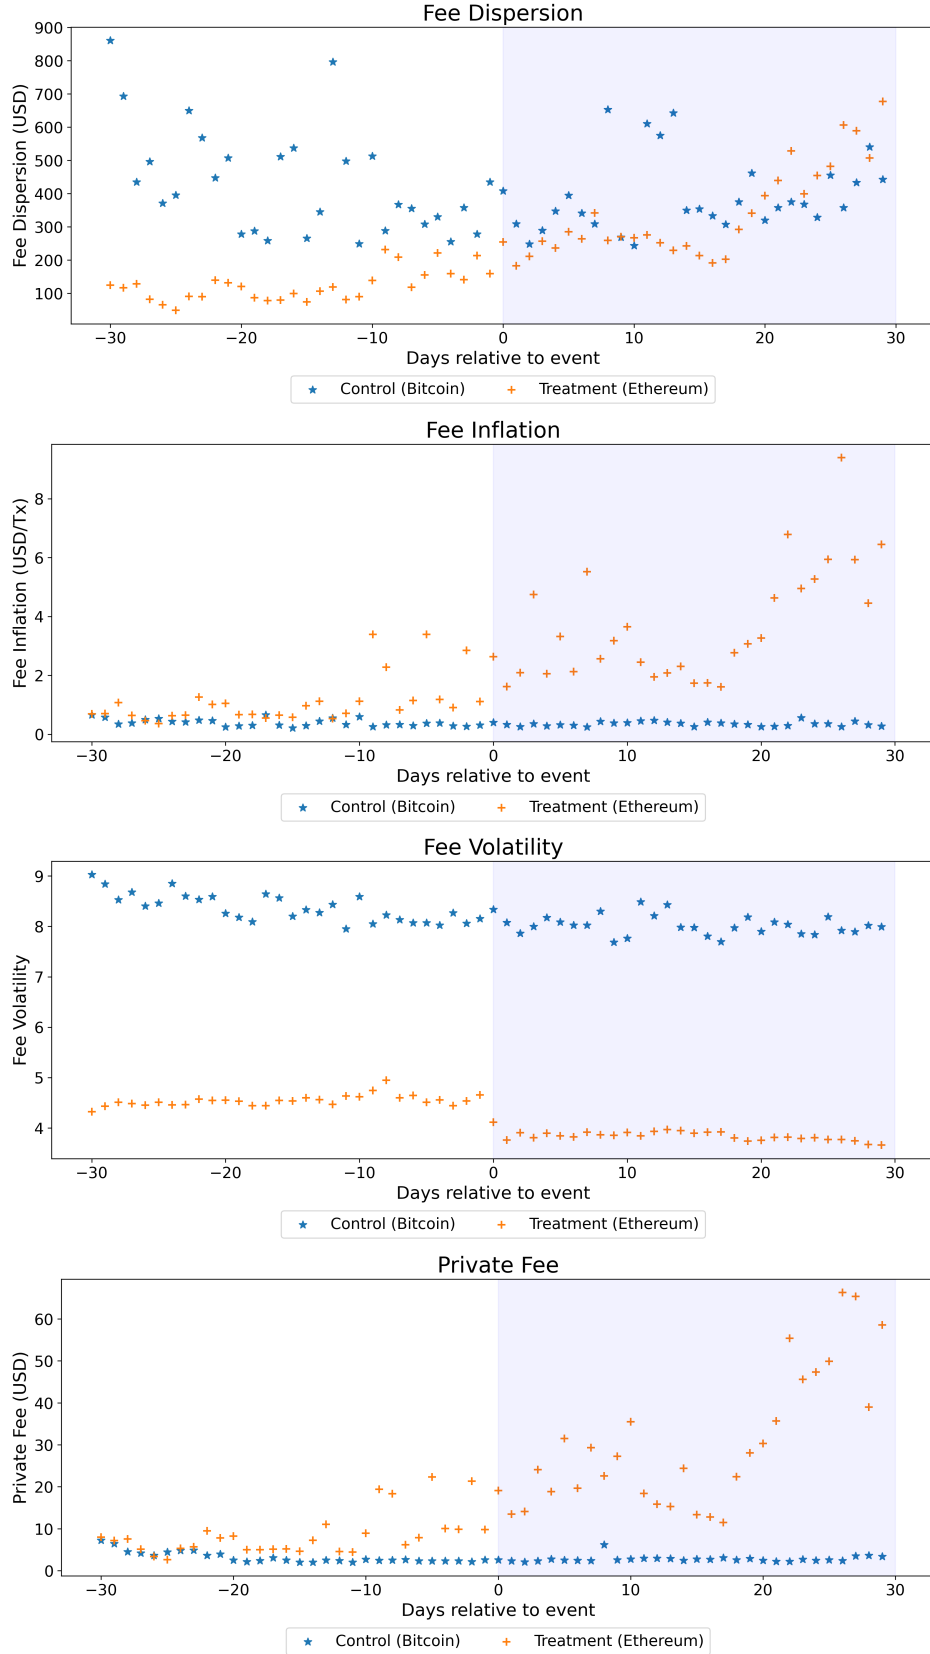 Fee Dispersion
900
800
700
600
500
400
300
200
100
Fee Dispersion (USD)
−30 −20 −10 0 10 20 30
Days relative to event
Control (Bitcoin) Treatment (Ethereum)
Fee Inflation
8
6
4
2
0
Fee Inflation (USD/Tx)
−30 −20 −10 0 10 20 30
Days relative to event
Control (Bitcoin) Treatment (Ethereum)
Fee Volatility
9
8
7
6
5
4
Fee Volatility
−30 −20 −10 0 10 20 30
Days relative to event
Control (Bitcoin) Treatment (Ethereum)
Private Fee
60
50
40
30
20
10
0
Private Fee (USD)
−30 −20 −10 0 10 20 30
Days relative to event
Control (Bitcoin) Treatment (Ethereum)